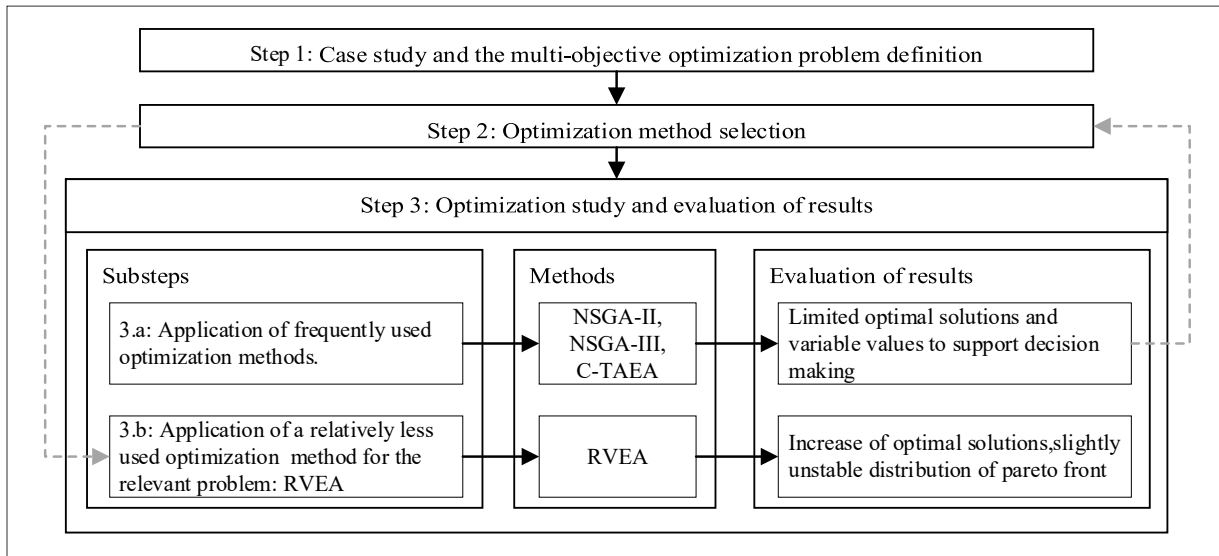 Step 1: Case study and the multi-objective optimization problem definition
Step 2: Optimization method selection
Step 3: Optimization study and evaluation of results
Substeps
3.a: Application of frequently used
optimization methods.
3.b: Application of a relatively less
used optimization method for the
relevant problem: RVEA
Methods
NSGA-II,
NSGA-III,
C-TAEA
RVEA
Evaluation of results
Limited optimal solutions and
variable values to support decision
making
Increase of optimal solutions,slightly
unstable distribution of pareto front